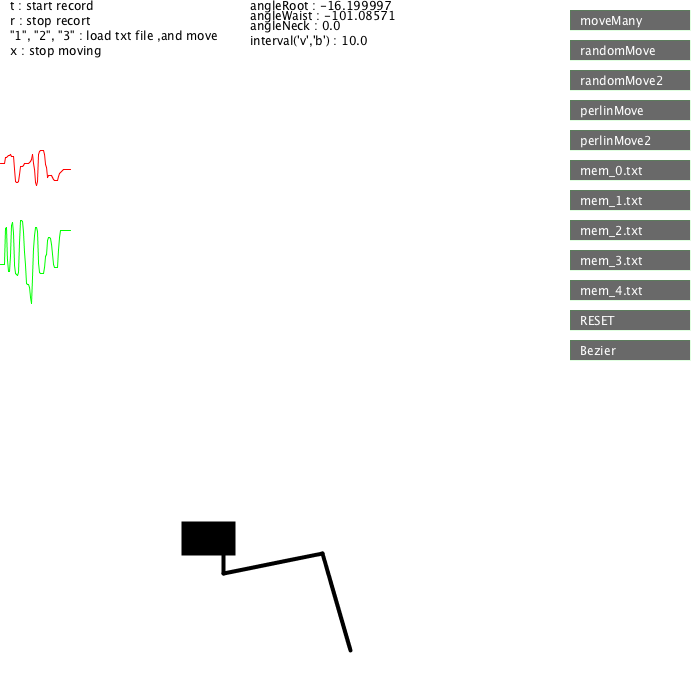 t : start record
r : stop recort
"1", "2", "3" : load txt file ,and move
x : stop moving
angleRoot : -16.199997
angleWaist : -101.08571
angleNeck : 0.0
interval('v','b') : 10.0
moveMany
randomMove
randomMove2
perlinMove
perlinMove2
mem_0.txt
mem_1.txt
mem_2.txt
mem_3.txt
mem_4.txt
RESET
Bezier